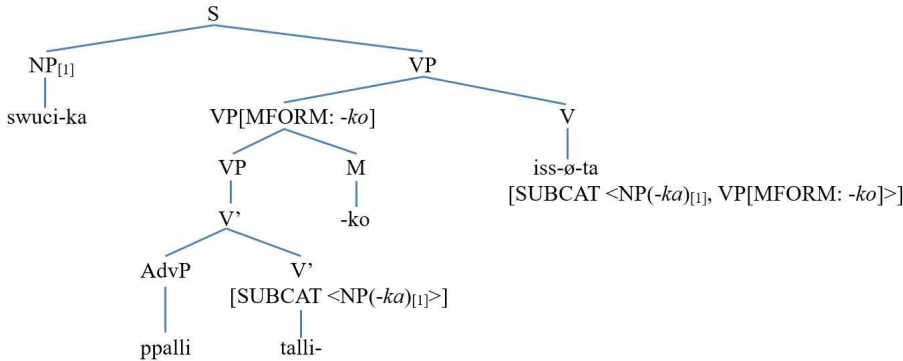 S
NP[1] VP
swuci-ka VP[MFORM: -ko] V
VP M iss-ø-ta
[SUBCAT <NP(-ka)[1], VP[MFORM: -ko]>]
V’ -ko
AdvP V’
[SUBCAT <NP(-ka)[1]>]
ppalli talli-